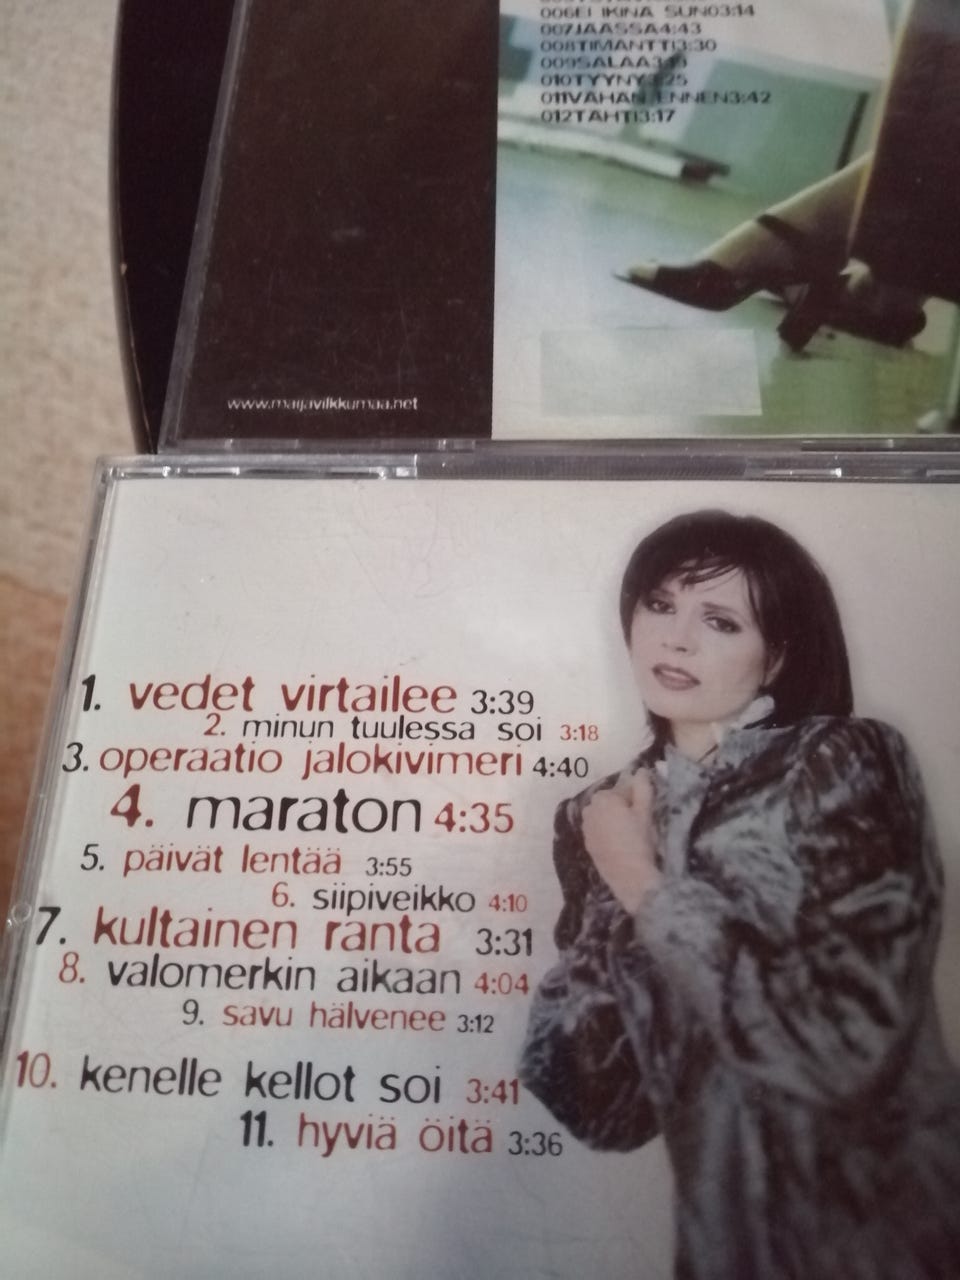 006EI IKINÄ SUN03:14
007JÄÄSSÄ4:43
008TIMANTTI3:30
009SALAA
010TYYNY3:25
011VÄHÄN ENNEN3:42
012TÄHTI3:17
www.maijavilkkumaa.net
1. vedet virtailee 3:39
2. minun tuulessa soi 3:18
3. operaatio jalokivimeri 4:40
4. maraton 4:35
5. päivät lentää 3:55
6. siipiveikko 4:10
7. kultainen ranta 3:31
8. valomerkin aikaan 4:04
9. savu hälvenee 3:12
10. kenelle kellot soi 3:41
11. hyviä öitä 3:36